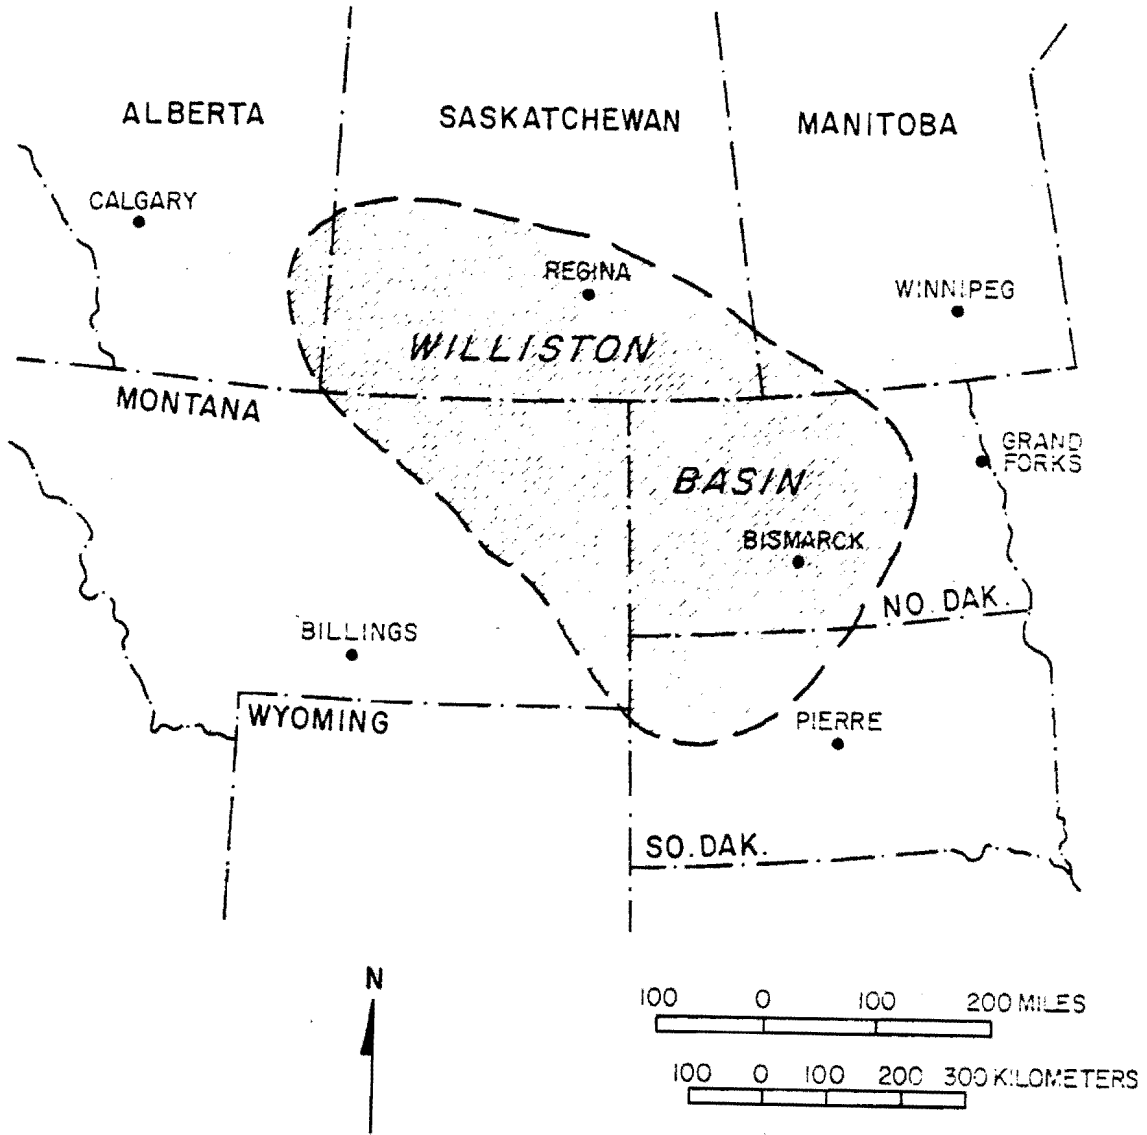 ALBERTA
SASKATCHEWAN
MANITOBA
CALGARY
REGINA
WINNIPEG
WILLISTON
MONTANA
GRAND
FORKS
BASIN
BISMARCK
NO. DAK.
BILLINGS
WYOMING
PIERRE
SO. DAK.
N
100 0 100 200 MILES
100 0 100 200 300 KILOMETERS